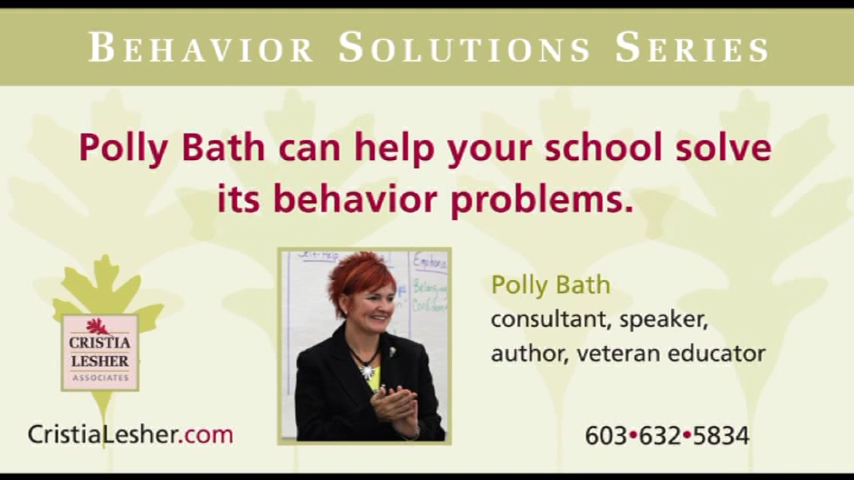 BEHAVIOR SOLUTIONS SERIES
Polly Bath can help your school solve
its behavior problems.
Polly Bath
consultant, speaker,
author, veteran educator
CRISTIA
LESHER
ASSOCIATES
CristiaLesher.com
603•632•5834